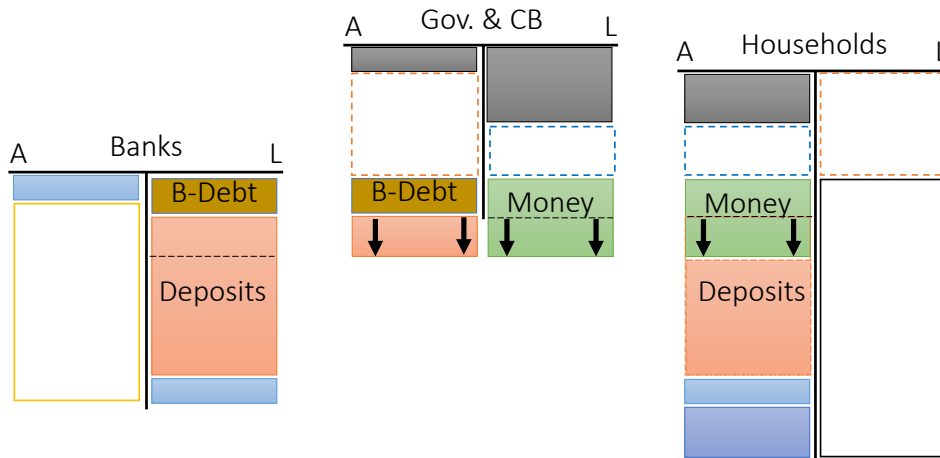 Gov. & CB
A L
Households
A L
Banks
A L
B-Debt
Deposits
B-Debt
Money
Money
Deposits